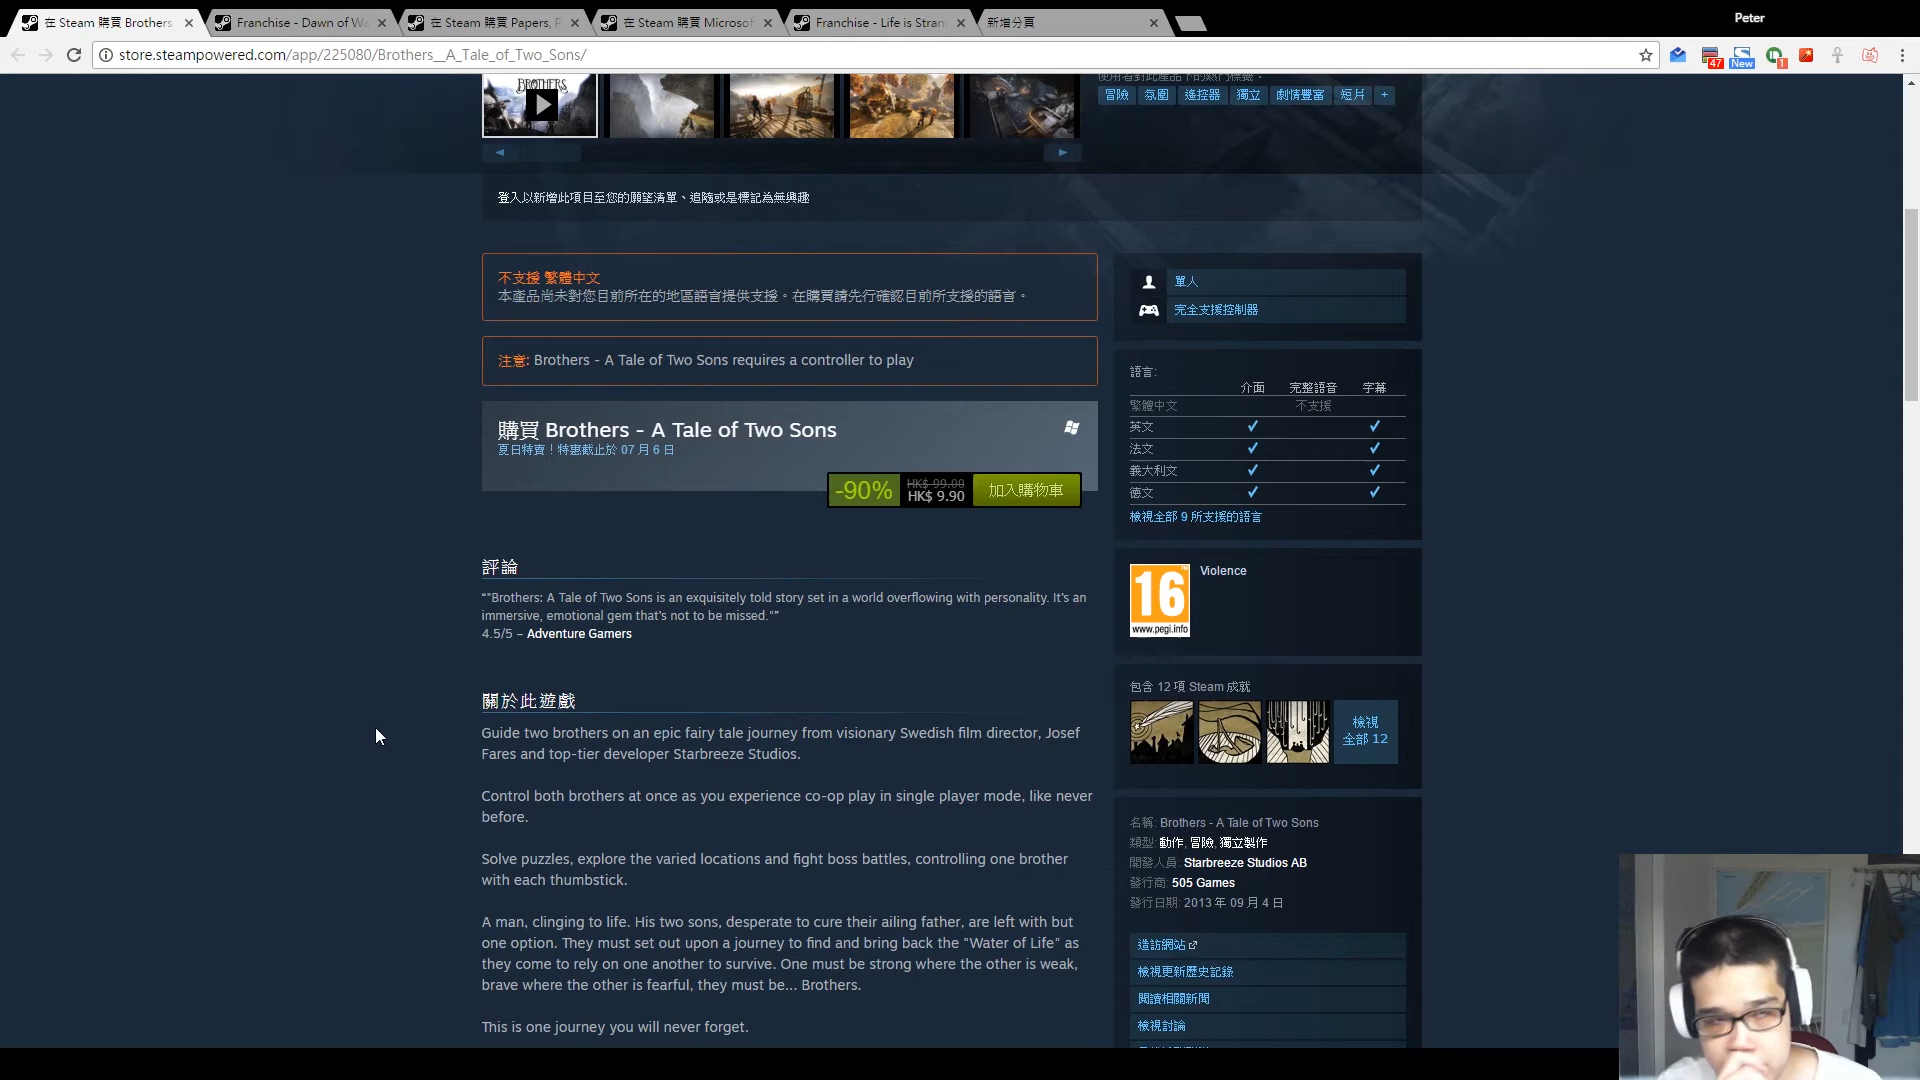 在 Steam 購買 Brothers
Franchise - Dawn of Wa
在 Steam 購買 Papers, P
在 Steam 購買 Microsof
Franchise - Life is Stran
新增分頁
Peter
store.steampowered.com/app/225080/Brothers__A_Tale_of_Two_Sons/
47
New
1
BROTHERS
使用者對此產品下的熱門標籤。
冒險
氛圍
遙控器
獨立
劇情豐富
短片
+
登入以新增此項目至您的願望清單、追隨或是標記為無興趣
不支援 繁體中文
本產品尚未對您目前所在的地區語言提供支援。在購買請先行確認目前所支援的語言。
注意: Brothers - A Tale of Two Sons requires a controller to play
購買 Brothers - A Tale of Two Sons
夏日特賣！特惠截止於 07 月 6 日
-90%
HK$ 99.00
HK$ 9.90
加入購物車
評論
“"Brothers: A Tale of Two Sons is an exquisitely told story set in a world overflowing with personality. It's an
immersive, emotional gem that's not to be missed."”
4.5/5 – Adventure Gamers
關於此遊戲
Guide two brothers on an epic fairy tale journey from visionary Swedish film director, Josef
Fares and top-tier developer Starbreeze Studios.
Control both brothers at once as you experience co-op play in single player mode, like never
before.
Solve puzzles, explore the varied locations and fight boss battles, controlling one brother
with each thumbstick.
A man, clinging to life. His two sons, desperate to cure their ailing father, are left with but
one option. They must set out upon a journey to find and bring back the "Water of Life" as
they come to rely on one another to survive. One must be strong where the other is weak,
brave where the other is fearful, they must be... Brothers.
This is one journey you will never forget.
單人
完全支援控制器
語言:
介面 完整語音 字幕
繁體中文 不支援
英文 ✔ ✔
法文 ✔ ✔
義大利文 ✔ ✔
德文 ✔ ✔
檢視全部 9 所支援的語言
16
www.pegi.info
Violence
包含 12 項 Steam 成就
檢視
全部 12
名稱: Brothers - A Tale of Two Sons
類型: 動作, 冒險, 獨立製作
開發人員: Starbreeze Studios AB
發行商: 505 Games
發行日期: 2013 年 09 月 4 日
造訪網站
檢視更新歷史記錄
閱讀相關新聞
檢視討論